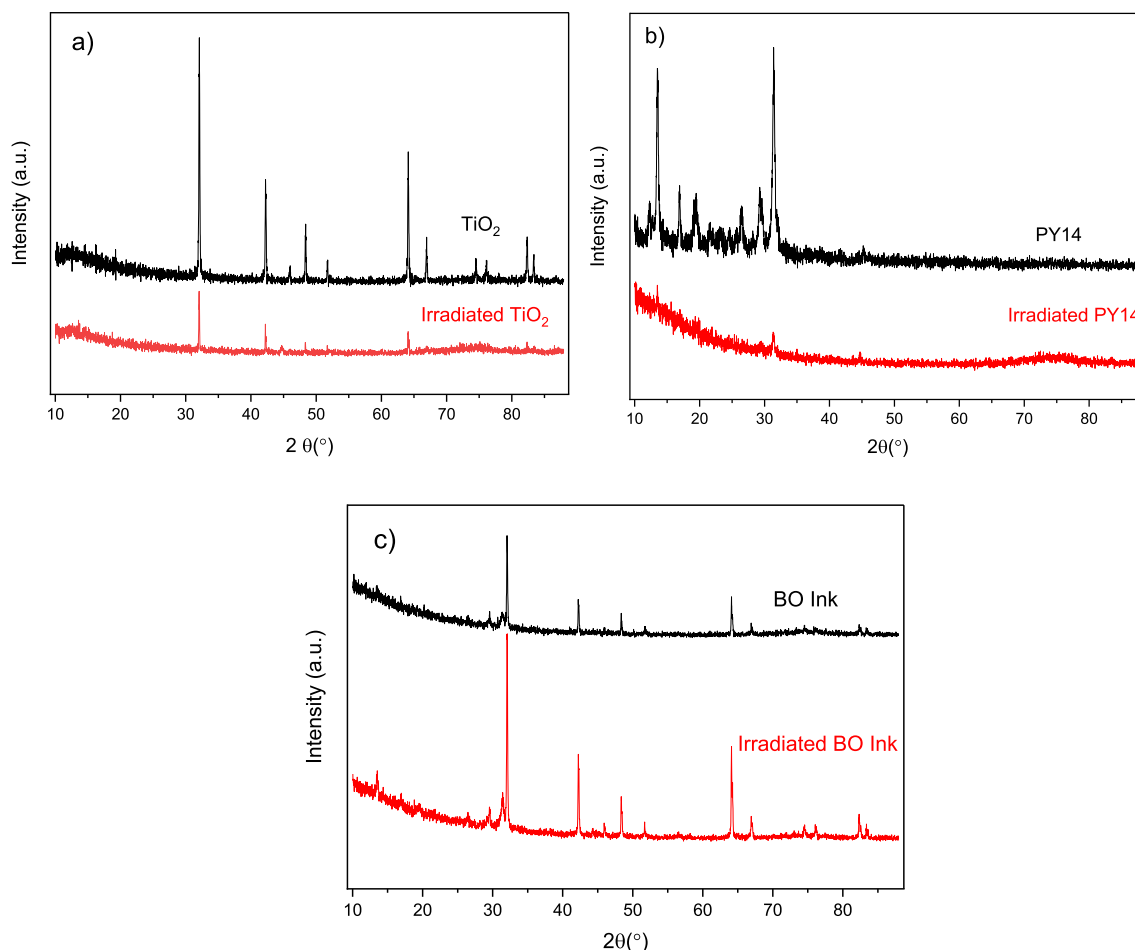 a)
Intensity (a.u.)
TiO₂
Irradiated TiO₂
10 20 30 40 50 60 70 80
2 θ(°)
b)
Intensity (a.u.)
PY14
Irradiated PY14
10 20 30 40 50 60 70 80
2θ(°)
c)
Intensity (a.u.)
BO Ink
Irradiated BO Ink
10 20 30 40 50 60 70 80
2θ(°)